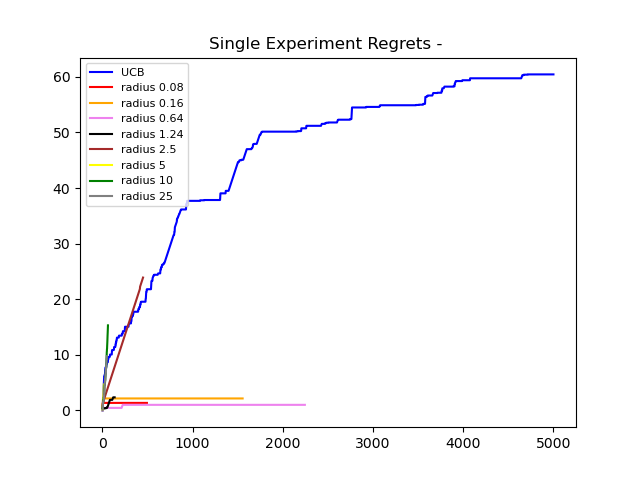 Single Experiment Regrets -
60
50
40
30
20
10
0
UCB
radius 0.08
radius 0.16
radius 0.64
radius 1.24
radius 2.5
radius 5
radius 10
radius 25
0 1000 2000 3000 4000 5000